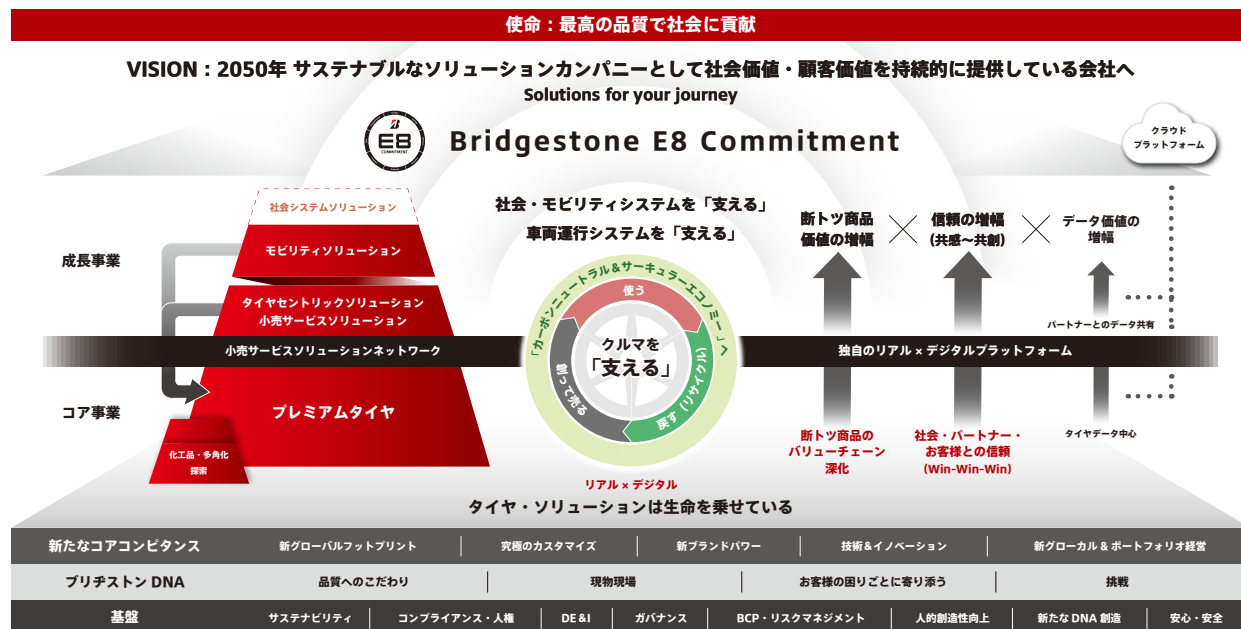 使命：最高の品質で社会に貢献
VISION：2050年 サステナブルなソリューションカンパニーとして社会価値・顧客価値を持続的に提供している会社へ
Solutions for your journey
E8
COMMITMENT
Bridgestone E8 Commitment
クラウド
プラットフォーム
社会システムソリューション
モビリティソリューション
成長事業
タイヤセントリックソリューション
小売サービスソリューション
小売サービスソリューションネットワーク
コア事業
プレミアムタイヤ
化工品・多角化
探索
社会・モビリティシステムを「支える」
車両運行システムを「支える」
「カーボンニュートラル&サーキュラーエコノミー」へ
使う
クルマを
「支える」
創って売る
戻す（リサイクル）
リアル×デジタル
タイヤ・ソリューションは生命を乗せている
断トツ商品
価値の増幅
信頼の増幅
（共感～共創）
データ価値の
増幅
パートナーとのデータ共有
独自のリアル×デジタルプラットフォーム
断トツ商品の
バリューチェーン
深化
社会・パートナー・
お客様との信頼
(Win-Win-Win)
タイヤデータ中心
新たなコアコンピタンス
新グローバルフットプリント
究極のカスタマイズ
新ブランドパワー
技術&イノベーション
新グローカル&ポートフォリオ経営
ブリヂストン DNA
品質へのこだわり
現物現場
お客様の困りごとに寄り添う
挑戦
基盤
サステナビリティ
コンプライアンス・人権
DE&I
ガバナンス
BCP・リスクマネジメント
人的創造性向上
新たな DNA 創造
安心・安全